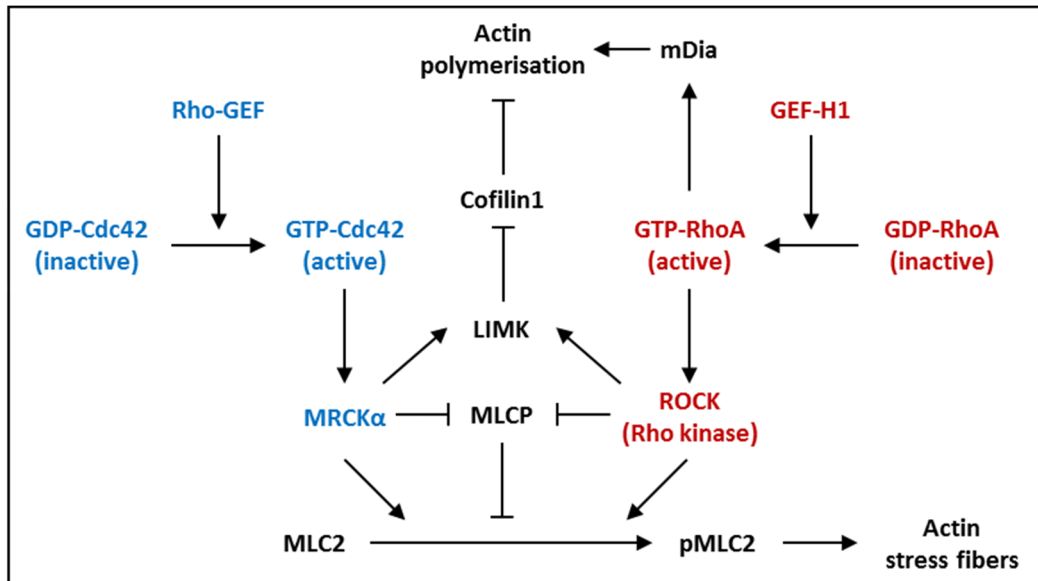 Actin
polymerisation
mDia
Rho-GEF
GEF-H1
Cofilin1
GDP-Cdc42
(inactive)
GTP-Cdc42
(active)
GTP-RhoA
(active)
GDP-RhoA
(inactive)
LIMK
MRCKα
MLCP
ROCK
(Rho kinase)
MLC2
pMLC2
Actin
stress fibers